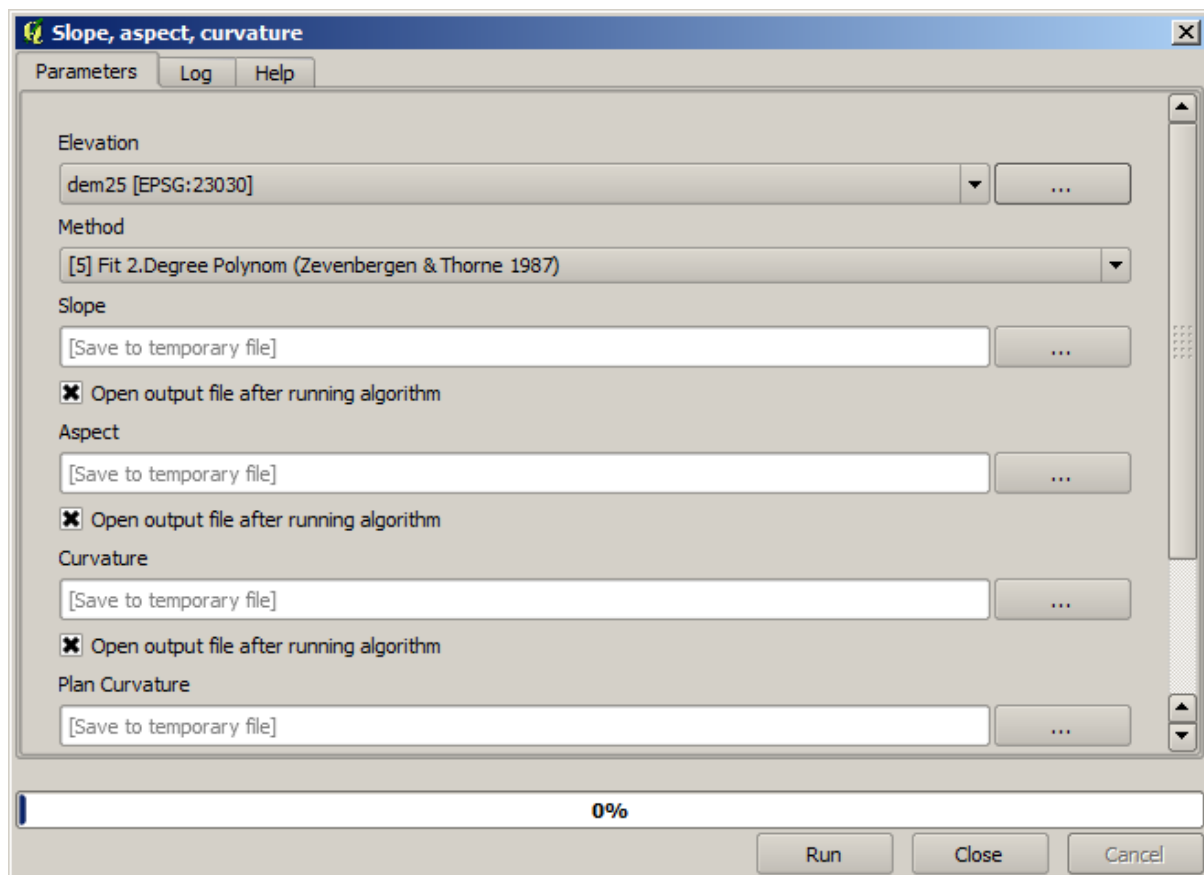 Slope, aspect, curvature
Parameters Log Help
Elevation
dem25 [EPSG:23030]
...
Method
[5] Fit 2.Degree Polynom (Zevenbergen & Thorne 1987)
Slope
[Save to temporary file]
...
Open output file after running algorithm
Aspect
[Save to temporary file]
...
Open output file after running algorithm
Curvature
[Save to temporary file]
...
Open output file after running algorithm
Plan Curvature
[Save to temporary file]
...
0%
Run Close Cancel